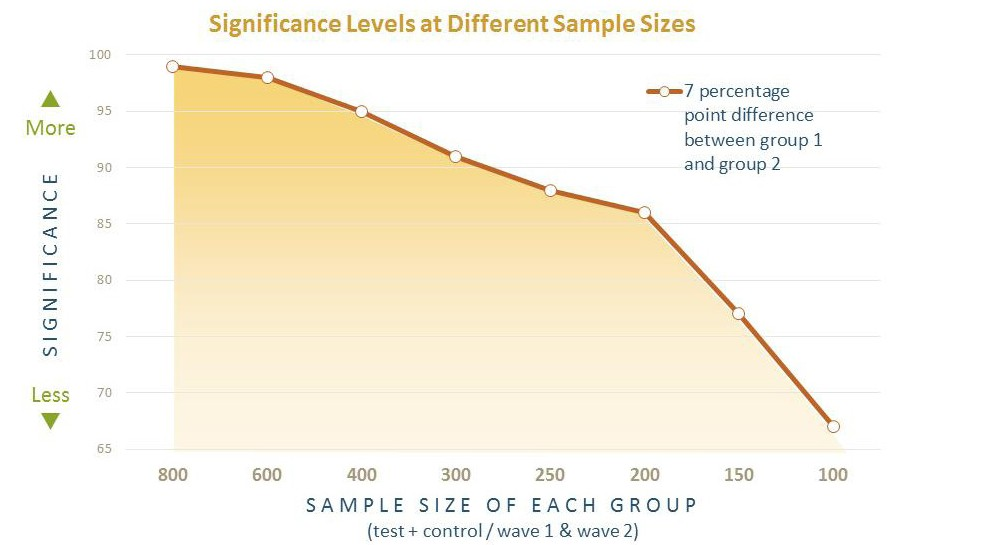 Significance Levels at Different Sample Sizes
100
95
90
85
80
75
70
65
More
SIGNIFICANCE
Less
7 percentage
point difference
between group 1
and group 2
800 600 400 300 250 200 150 100
SAMPLE SIZE OF EACH GROUP
(test + control / wave 1 & wave 2)